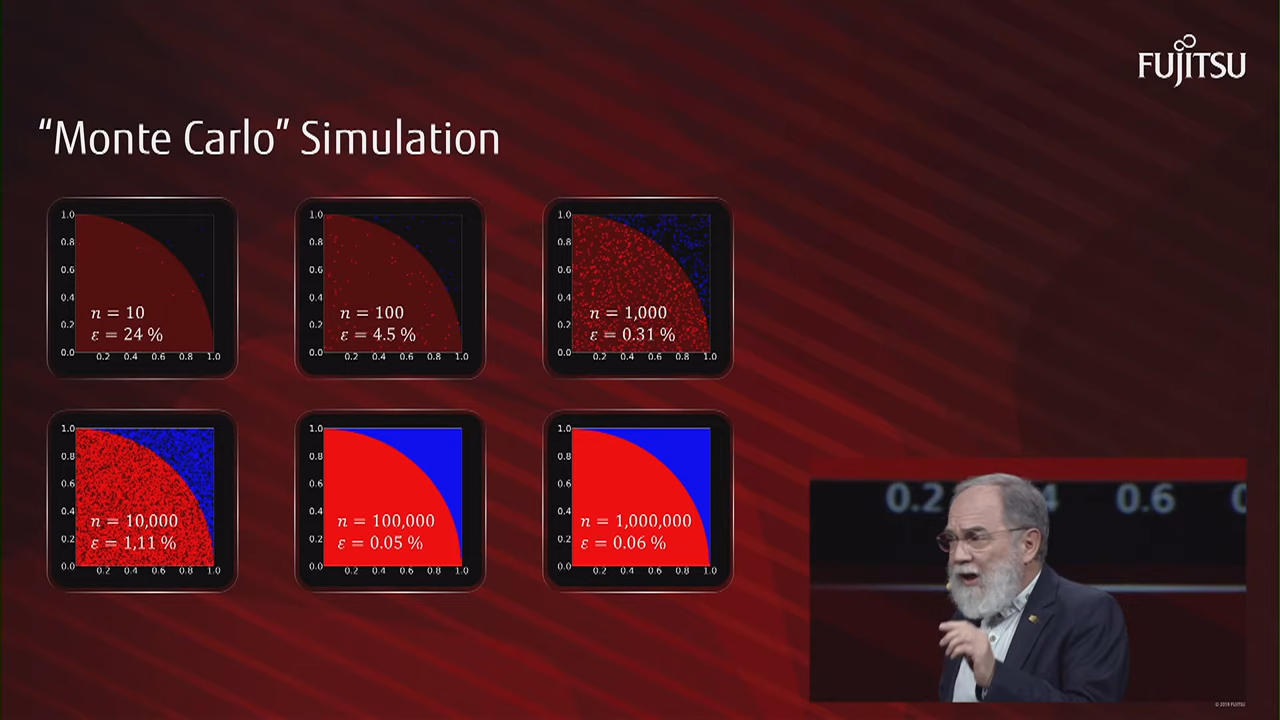 FUJITSU
“Monte Carlo” Simulation
1.0
0.8
0.6
0.4
0.2
0.0
n = 10
ε = 24 %
0.2 0.4 0.6 0.8 1.0
1.0
0.8
0.6
0.4
0.2
0.0
n = 100
ε = 4.5 %
0.2 0.4 0.6 0.8 1.0
1.0
0.8
0.6
0.4
0.2
0.0
n = 1,000
ε = 0.31 %
0.2 0.4 0.6 0.8 1.0
1.0
0.8
0.6
0.4
0.2
0.0
n = 10,000
ε = 1,11 %
0.2 0.4 0.6 0.8 1.0
1.0
0.8
0.6
0.4
0.2
0.0
n = 100,000
ε = 0.05 %
0.2 0.4 0.6 0.8 1.0
1.0
0.8
0.6
0.4
0.2
0.0
n = 1,000,000
ε = 0.06 %
0.2 0.4 0.6 0.8 1.0
0.2 4 0.6 0
© 2019 FUJITSU